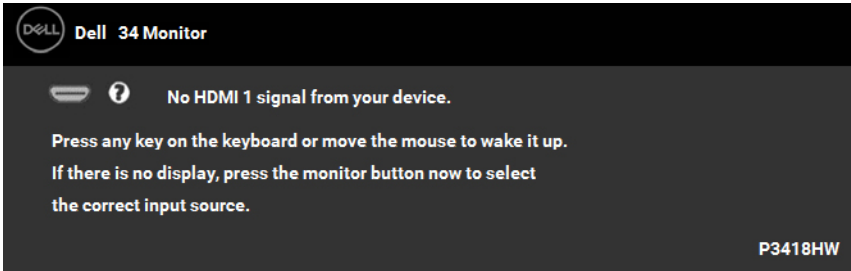 DELL
Dell 34 Monitor
? No HDMI 1 signal from your device.
Press any key on the keyboard or move the mouse to wake it up.
If there is no display, press the monitor button now to select
the correct input source.
P3418HW